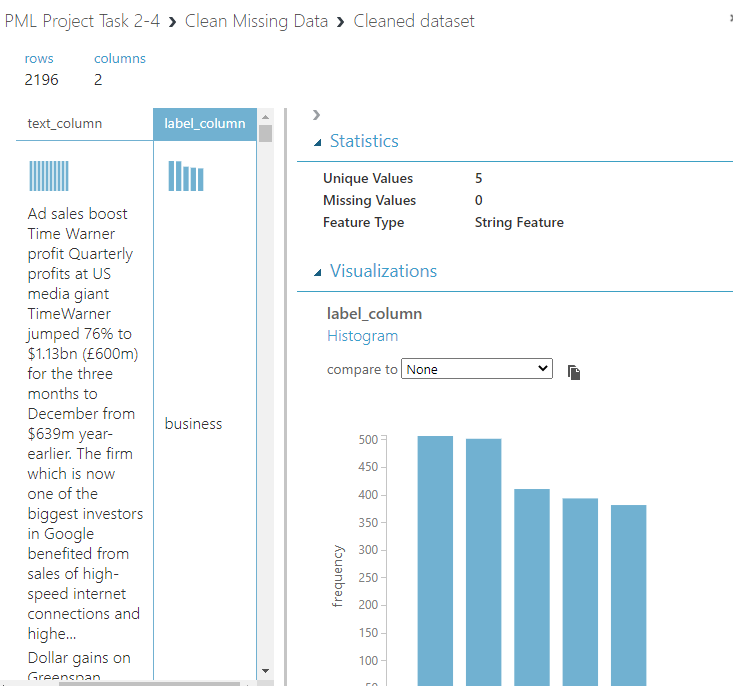 PML Project Task 2-4 › Clean Missing Data › Cleaned dataset
rows columns
2196 2
text_column label_column
Ad sales boost
Time Warner
profit Quarterly
profits at US
media giant
TimeWarner
jumped 76% to
$1.13bn (£600m)
for the three
months to
December from
$639m year-
earlier. The firm
which is now
one of the
biggest investors
in Google
benefited from
sales of high-
speed internet
connections and
highe...
business
Dollar gains on
Greenspan
Statistics
Unique Values 5
Missing Values 0
Feature Type String Feature
Visualizations
label_column
Histogram
compare to None
frequency
500
450
400
350
300
250
200
150
100
50